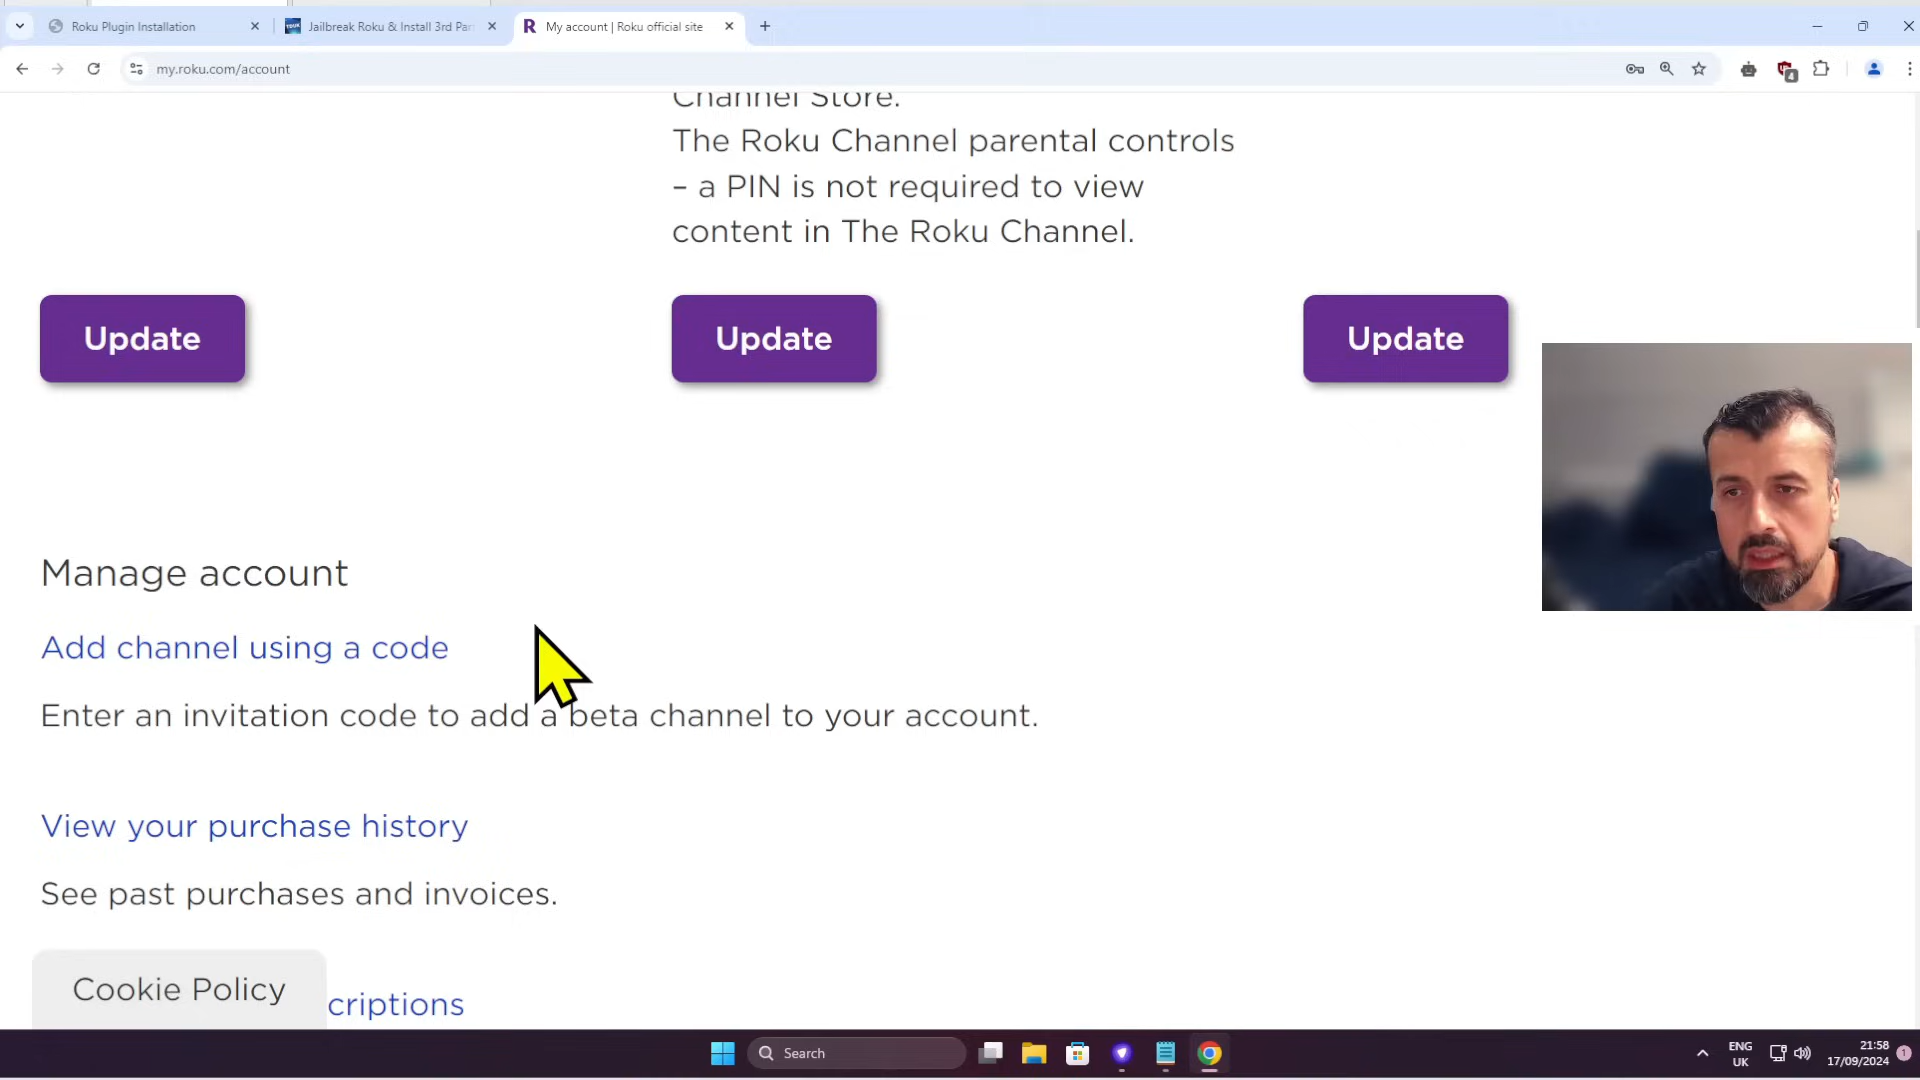 Roku Plugin Installation
Jailbreak Roku & Install 3rd Par
My account | Roku official site
my.roku.com/account
4
Channel Store.
The Roku Channel parental controls
– a PIN is not required to view
content in The Roku Channel.
Update
Update
Update
Manage account
Add channel using a code
Enter an invitation code to add a beta channel to your account.
View your purchase history
See past purchases and invoices.
Cookie Policy
criptions
Search
ENG
UK
21:58
17/09/2024
1